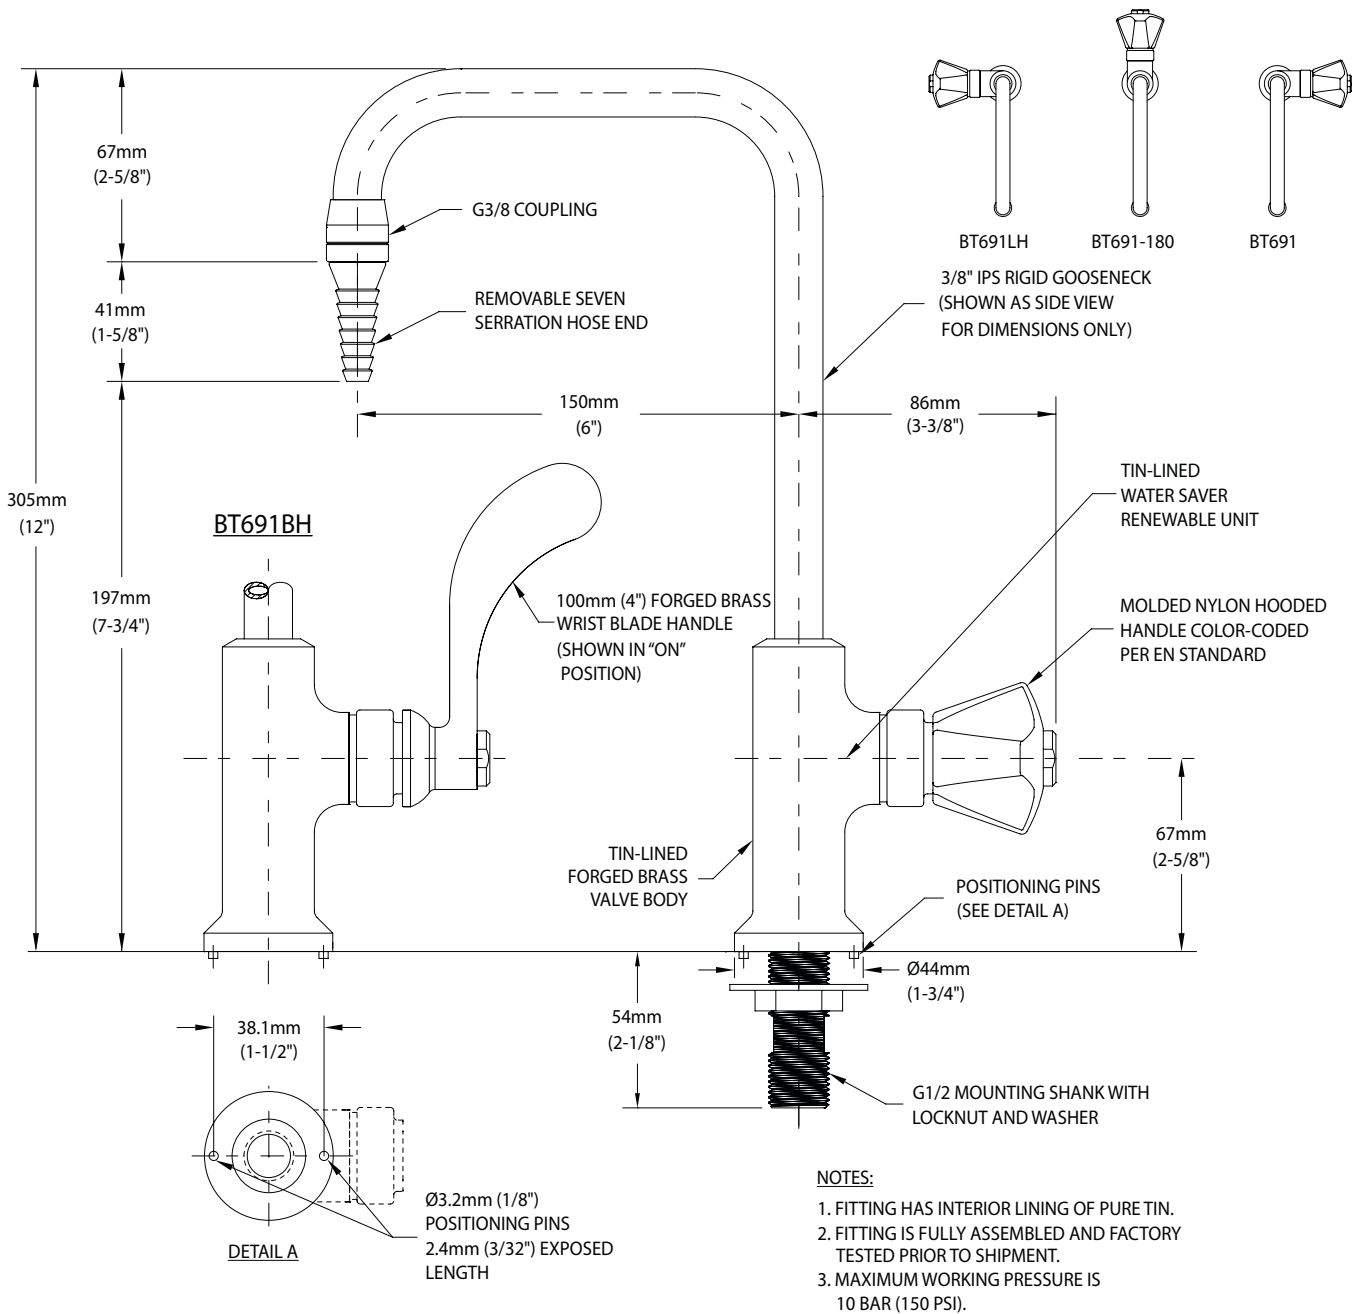 BT691LH
BT691-180
BT691
67mm
(2-5/8")
G3/8 COUPLING
3/8" IPS RIGID GOOSENECK
(SHOWN AS SIDE VIEW
FOR DIMENSIONS ONLY)
41mm
(1-5/8")
REMOVABLE SEVEN
SERRATION HOSE END
150mm
(6")
86mm
(3-3/8")
305mm
(12")
TIN-LINED
WATER SAVER
RENEWABLE UNIT
BT691BH
197mm
(7-3/4")
100mm (4") FORGED BRASS
WRIST BLADE HANDLE
(SHOWN IN “ON”
POSITION)
MOLDED NYLON HOODED
HANDLE COLOR-CODED
PER EN STANDARD
67mm
(2-5/8")
TIN-LINED
FORGED BRASS
VALVE BODY
POSITIONING PINS
(SEE DETAIL A)
Ø44mm
(1-3/4")
54mm
(2-1/8")
38.1mm
(1-1/2")
G1/2 MOUNTING SHANK WITH
LOCKNUT AND WASHER
Ø3.2mm (1/8")
POSITIONING PINS
2.4mm (3/32") EXPOSED
LENGTH
DETAIL A
NOTES:
1. FITTING HAS INTERIOR LINING OF PURE TIN.
2. FITTING IS FULLY ASSEMBLED AND FACTORY
TESTED PRIOR TO SHIPMENT.
3. MAXIMUM WORKING PRESSURE IS
10 BAR (150 PSI).